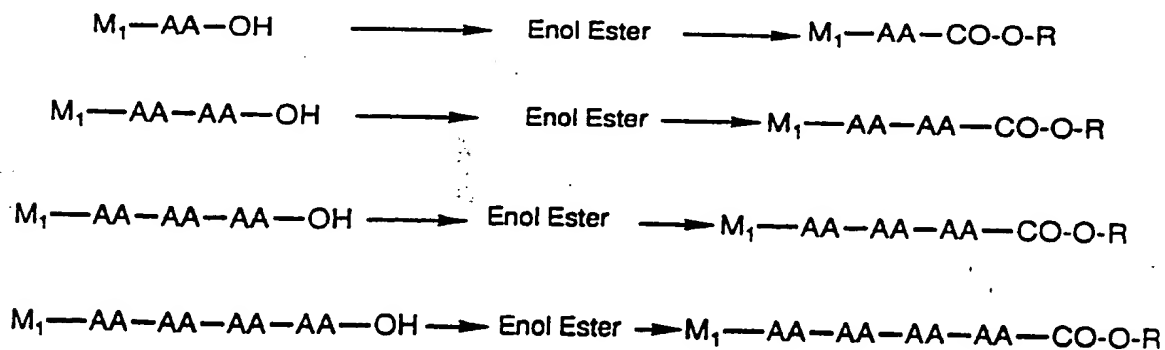 M₁—AA—OH ⟶ Enol Ester ⟶ M₁—AA—CO-O-R
M₁—AA—AA—OH ⟶ Enol Ester ⟶ M₁—AA—AA—CO-O-R
M₁—AA—AA—AA—OH ⟶ Enol Ester ⟶ M₁—AA—AA—AA—CO-O-R
M₁—AA—AA—AA—AA—OH ⟶ Enol Ester ⟶ M₁—AA—AA—AA—AA—CO-O-R